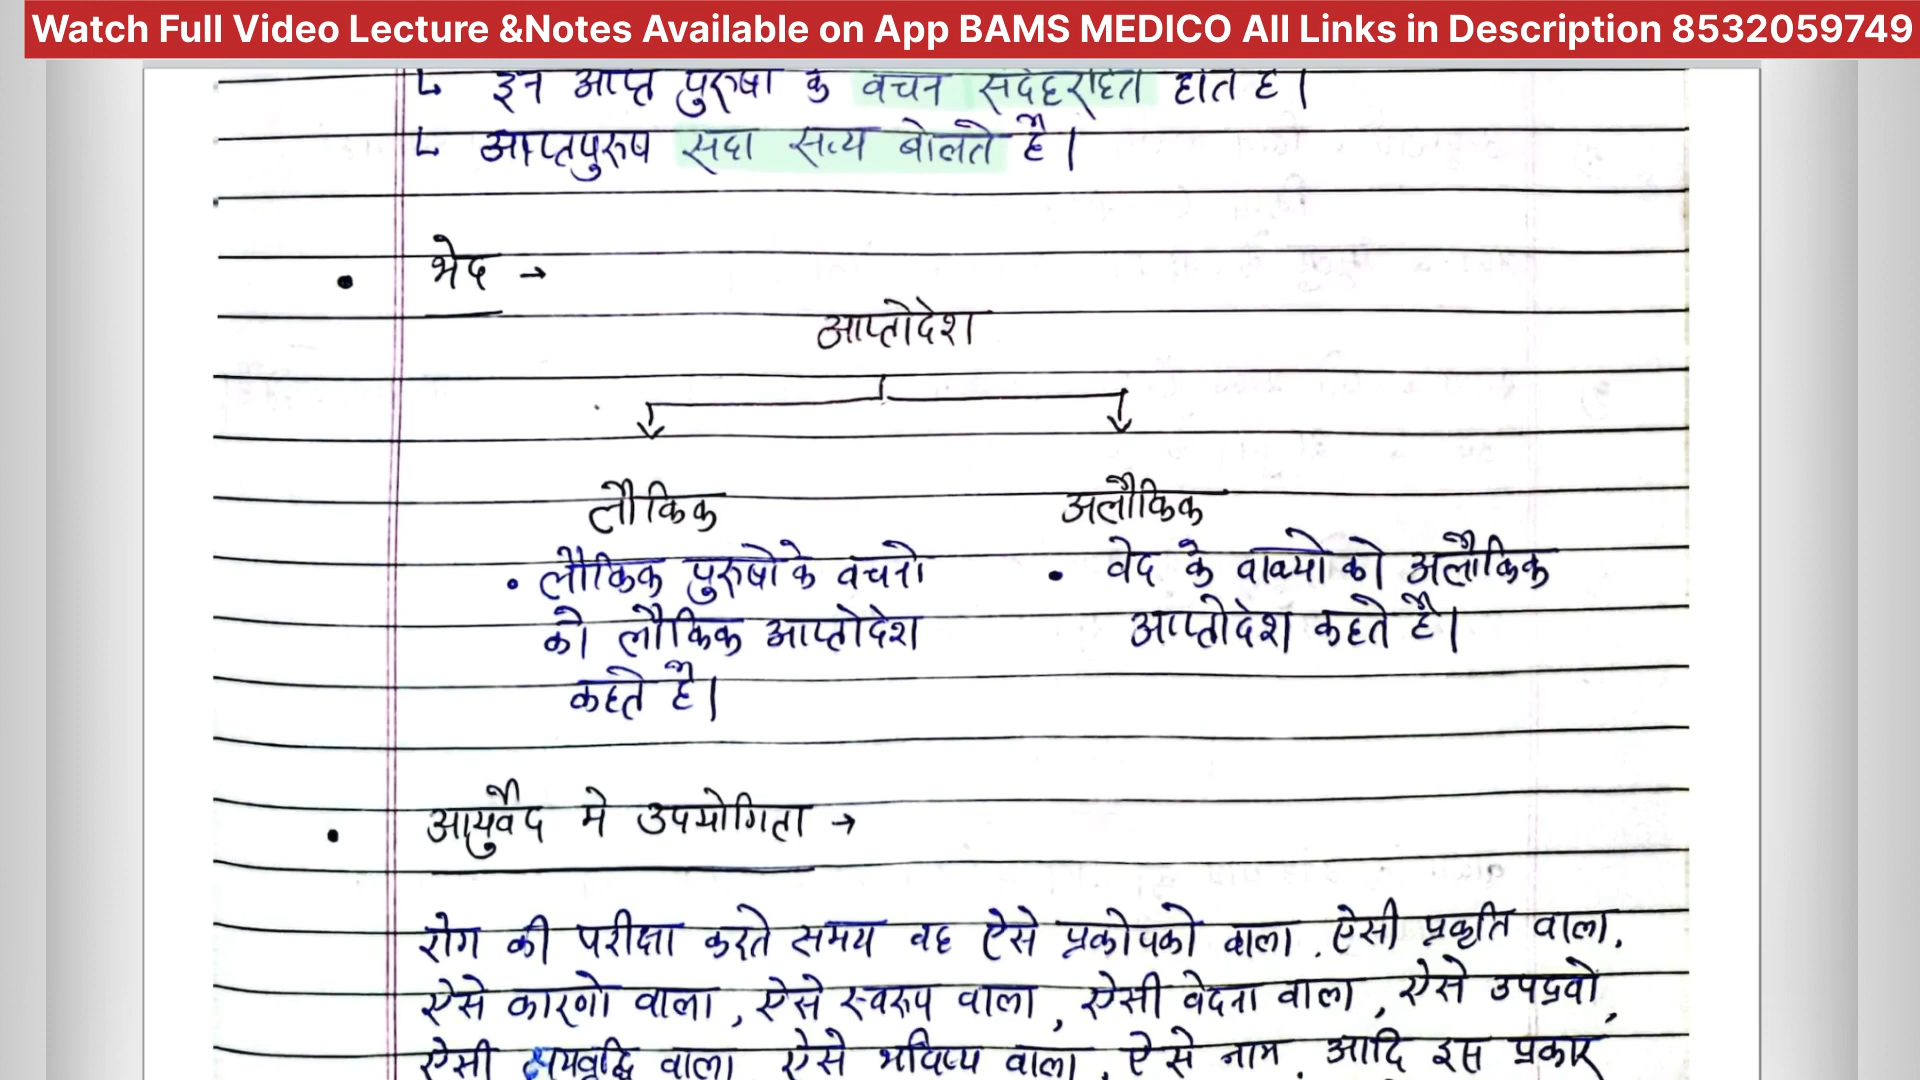 Watch Full Video Lecture &Notes Available on App BAMS MEDICO All Links in Description 8532059749
↳ इन आप्त पुरुषो के वचन संदेहरहित होते है।
↳ आप्तपुरुष सदा सत्य बोलते है।
• भेद →
आप्तोदेश
लौकिक अलौकिक
• लौकिक पुरुषो के वचनो • वेद के वाक्यो को अलौकिक
को लौकिक आप्तोदेश आप्तोदेश कहते है।
कहते है।
• आयुर्वेद मे उपयोगिता →
रोग की परीक्षा करते समय वह ऐसे प्रकोपको वाला, ऐसी प्रकृति वाला,
ऐसे कारणो वाला, ऐसे स्वरूप वाला, ऐसी वेदना वाला, ऐसे उपद्रवो,
ऐसी क्षयवृद्धि वाला, ऐसे भविष्य वाला, ऐसे नाम, आदि इस प्रकार